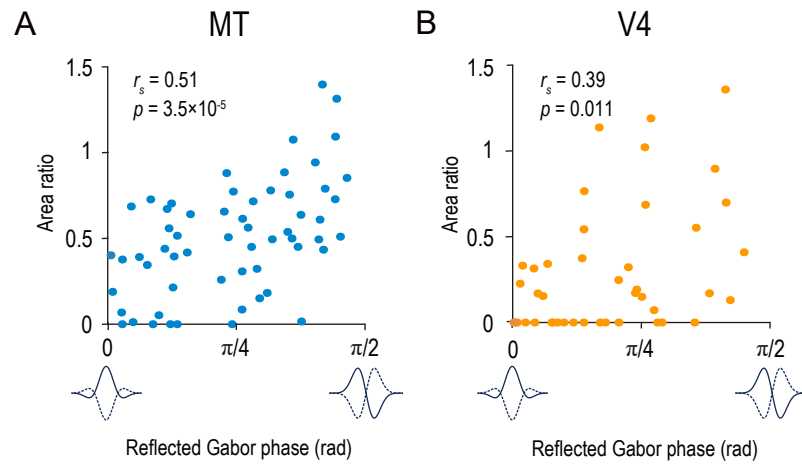 A
MT
rs = 0.51
p = 3.5×10-5
Area ratio
1.5
1
0.5
0
0
π/4
π/2
Reflected Gabor phase (rad)
B
V4
rs = 0.39
p = 0.011
Area ratio
1.5
1
0.5
0
0
π/4
π/2
Reflected Gabor phase (rad)